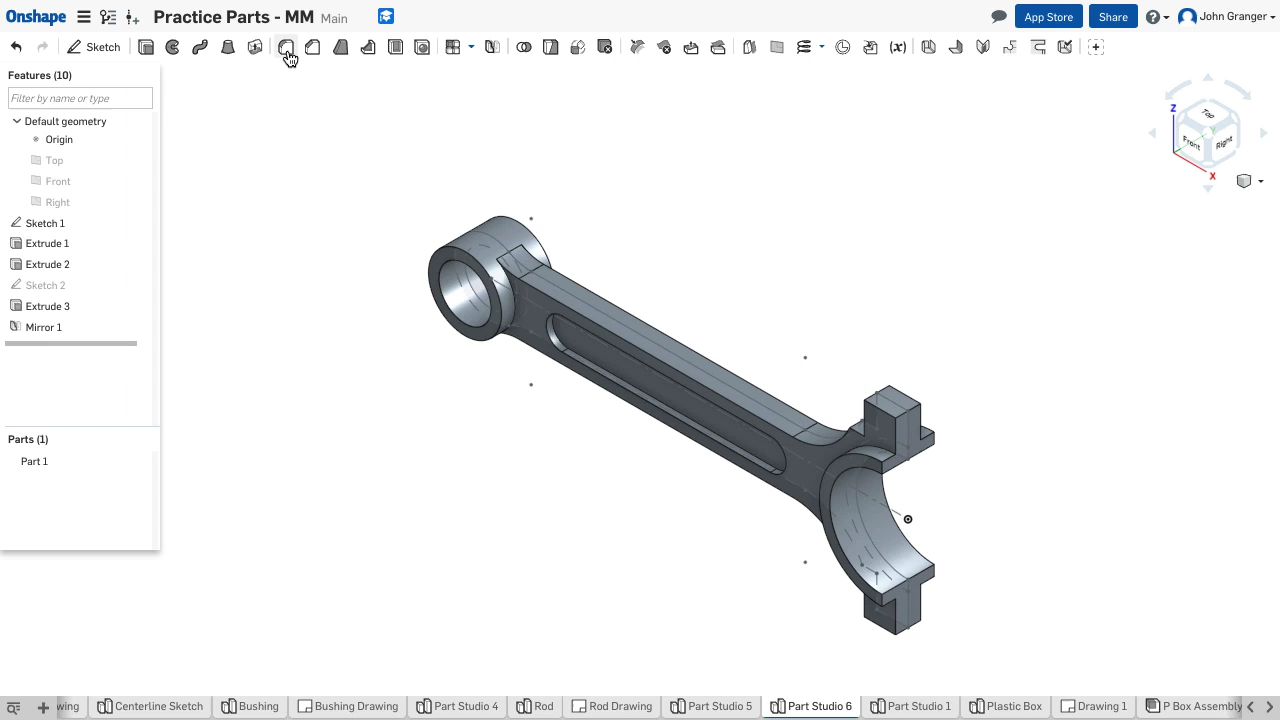 Onshape Practice Parts - MM Main App Store Share John Granger
Sketch (x)
Features (10)
Filter by name or type
Default geometry
Origin
Top
Front
Right
Sketch 1
Extrude 1
Extrude 2
Sketch 2
Extrude 3
Mirror 1
Parts (1)
Part 1
Z
Top
Front
Right
X
wing Centerline Sketch Bushing Bushing Drawing Part Studio 4 Rod Rod Drawing Part Studio 5 Part Studio 6 Part Studio 1 Plastic Box Drawing 1 P Box Assembly